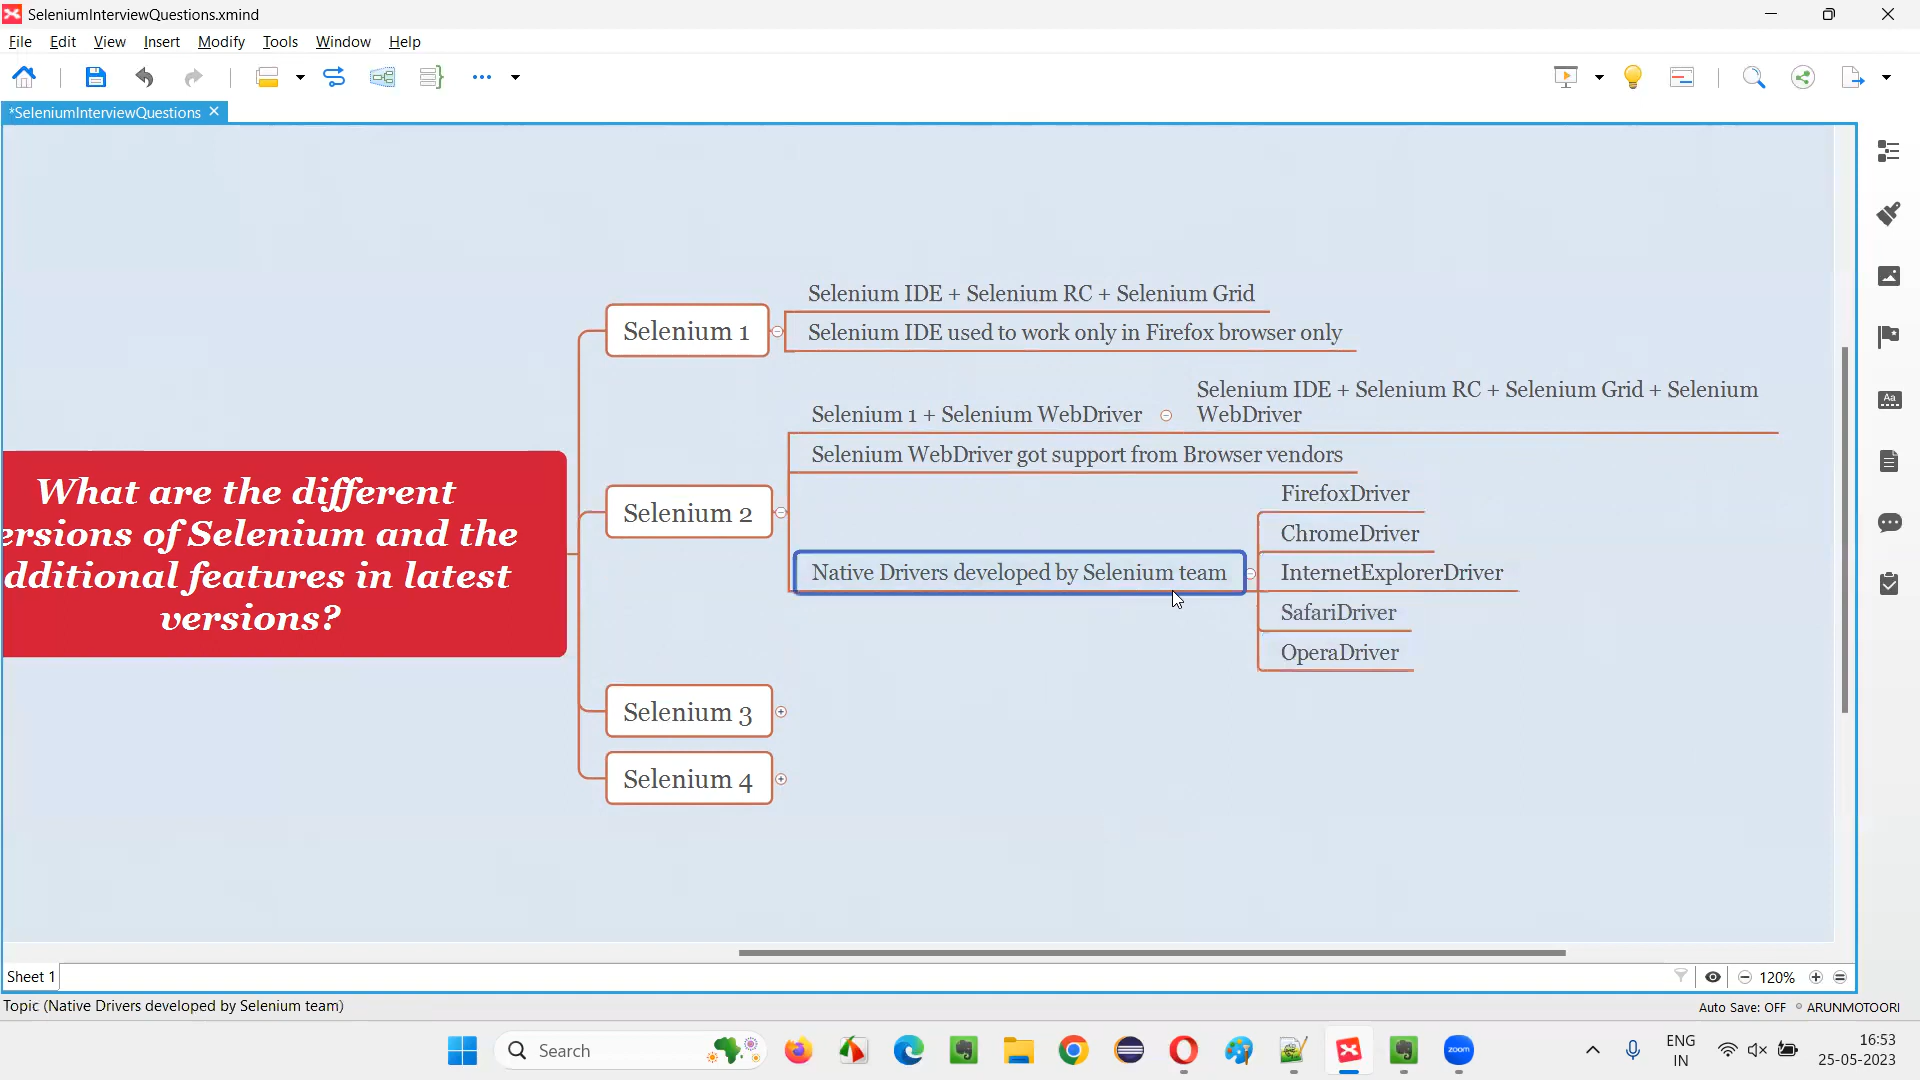 SeleniumInterviewQuestions.xmind
File Edit View Insert Modify Tools Window Help
*SeleniumInterviewQuestions
Selenium 1
Selenium IDE + Selenium RC + Selenium Grid
Selenium IDE used to work only in Firefox browser only
Selenium 2
Selenium 1 + Selenium WebDriver
Selenium IDE + Selenium RC + Selenium Grid + Selenium
WebDriver
Selenium WebDriver got support from Browser vendors
Native Drivers developed by Selenium team
FirefoxDriver
ChromeDriver
InternetExplorerDriver
SafariDriver
OperaDriver
What are the different
ersions of Selenium and the
dditional features in latest
versions?
Selenium 3
Selenium 4
Aa
Sheet 1
120%
Topic (Native Drivers developed by Selenium team)
Auto Save: OFF
ARUNMOTOORI
Search
zoom
ENG
IN
16:53
25-05-2023